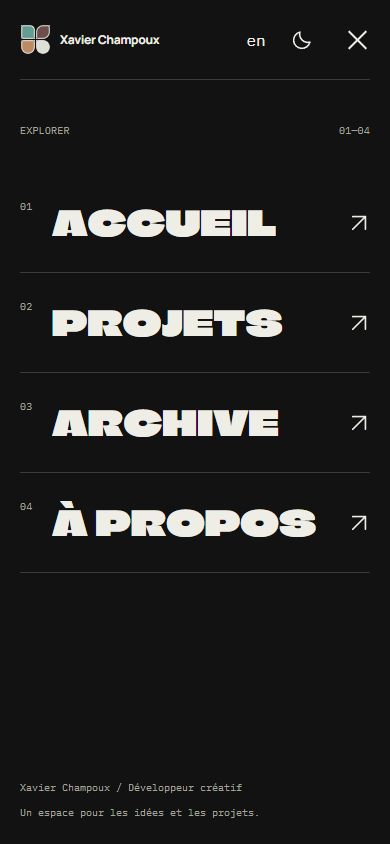 Xavier Champoux
en
EXPLORER
01—04
01
ACCUEIL
02
PROJETS
03
ARCHIVE
04
À PROPOS
Xavier Champoux / Développeur créatif
Un espace pour les idées et les projets.